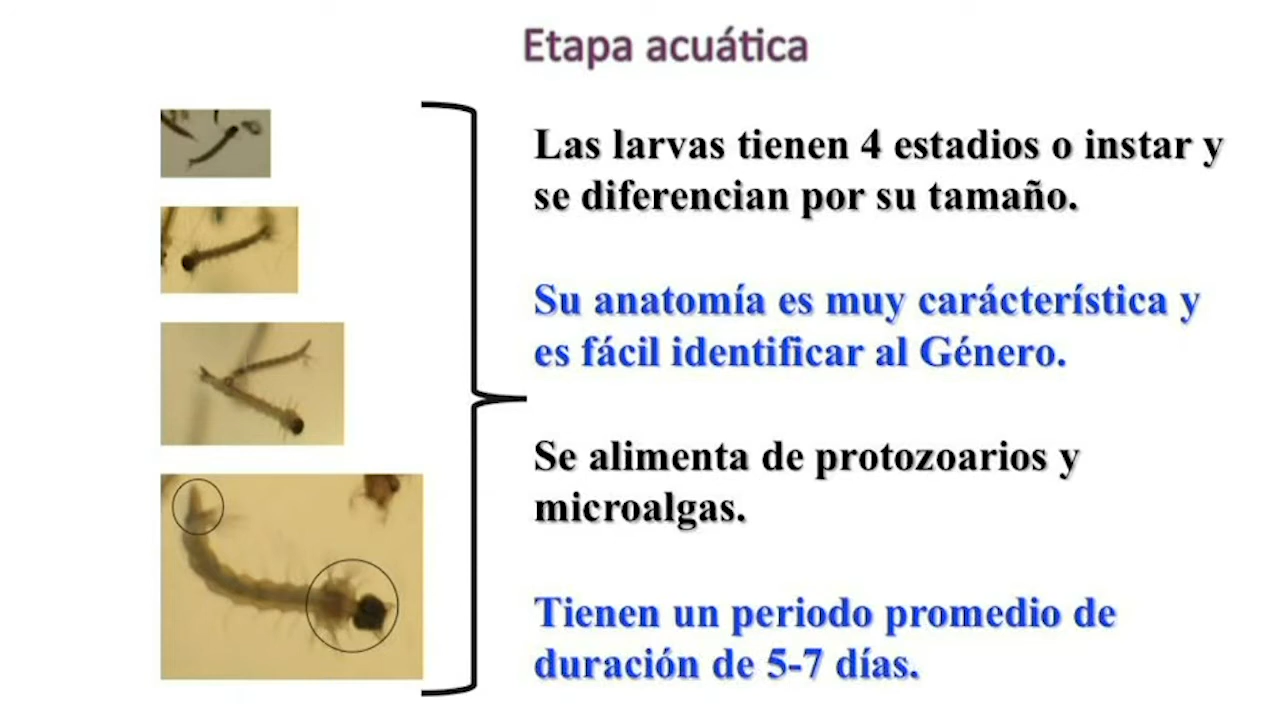 Etapa acuática
Las larvas tienen 4 estadios o instar y
se diferencian por su tamaño.
Su anatomía es muy carácterística y
es fácil identificar al Género.
Se alimenta de protozoarios y
microalgas.
Tienen un periodo promedio de
duración de 5-7 días.